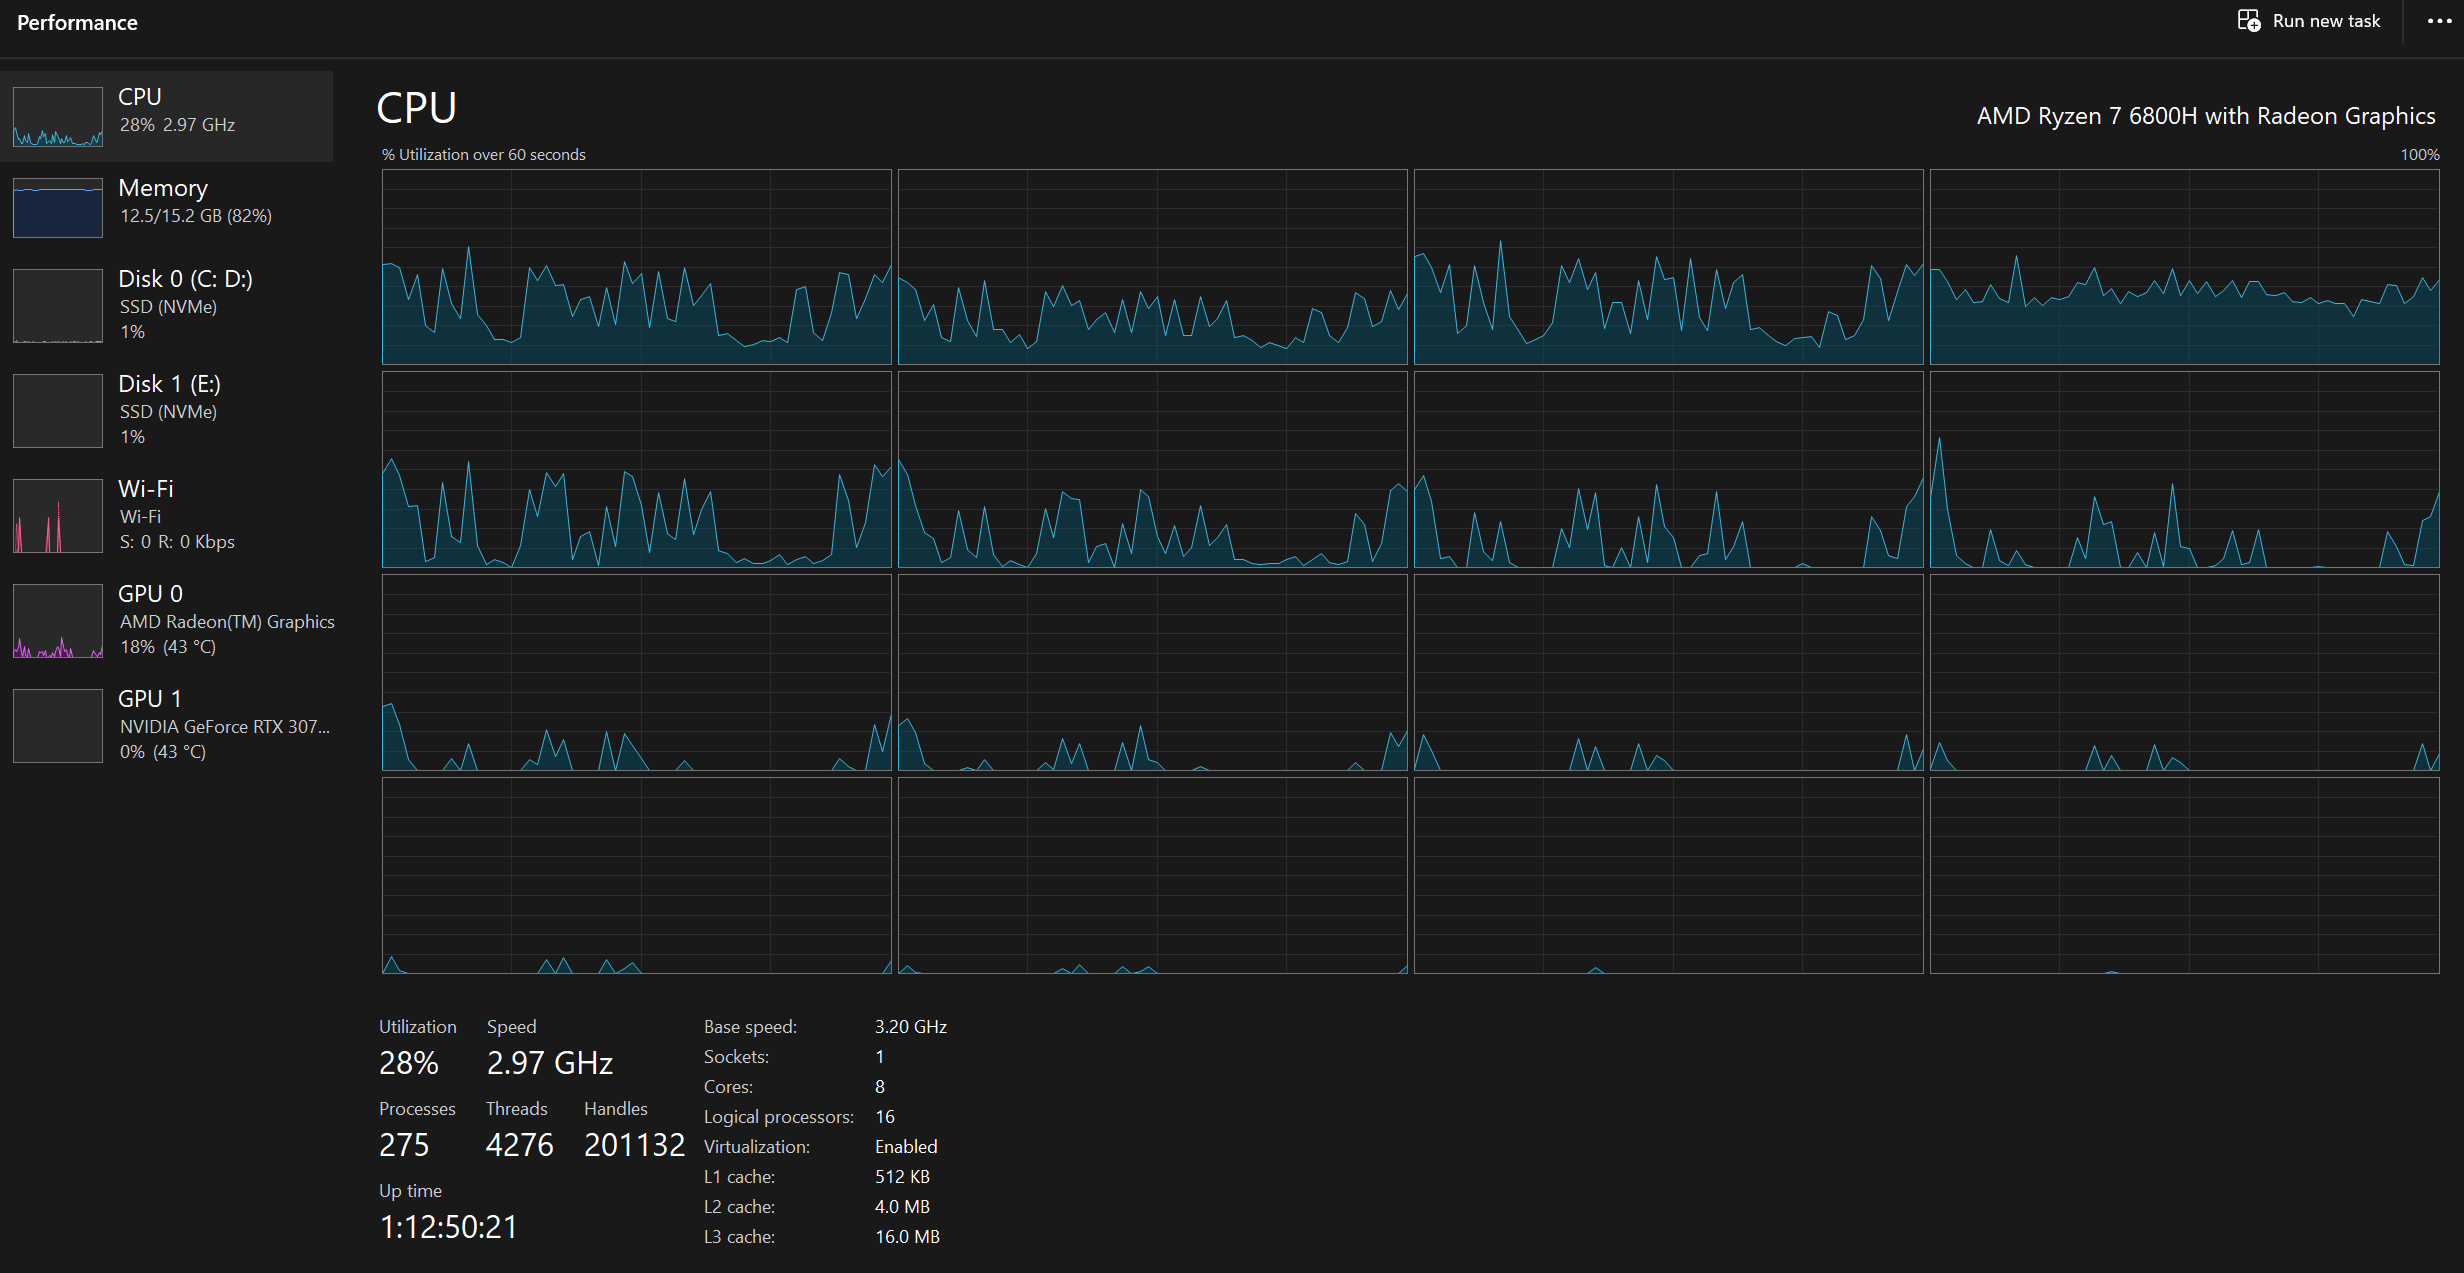 Performance
Run new task
CPU
28% 2.97 GHz
Memory
12.5/15.2 GB (82%)
Disk 0 (C: D:)
SSD (NVMe)
1%
Disk 1 (E:)
SSD (NVMe)
1%
Wi-Fi
Wi-Fi
S: 0 R: 0 Kbps
GPU 0
AMD Radeon(TM) Graphics
18% (43 °C)
GPU 1
NVIDIA GeForce RTX 307...
0% (43 °C)
CPU
AMD Ryzen 7 6800H with Radeon Graphics
% Utilization over 60 seconds
100%
Utilization
28%
Speed
2.97 GHz
Processes
275
Threads
4276
Handles
201132
Up time
1:12:50:21
Base speed: 3.20 GHz
Sockets: 1
Cores: 8
Logical processors: 16
Virtualization: Enabled
L1 cache: 512 KB
L2 cache: 4.0 MB
L3 cache: 16.0 MB